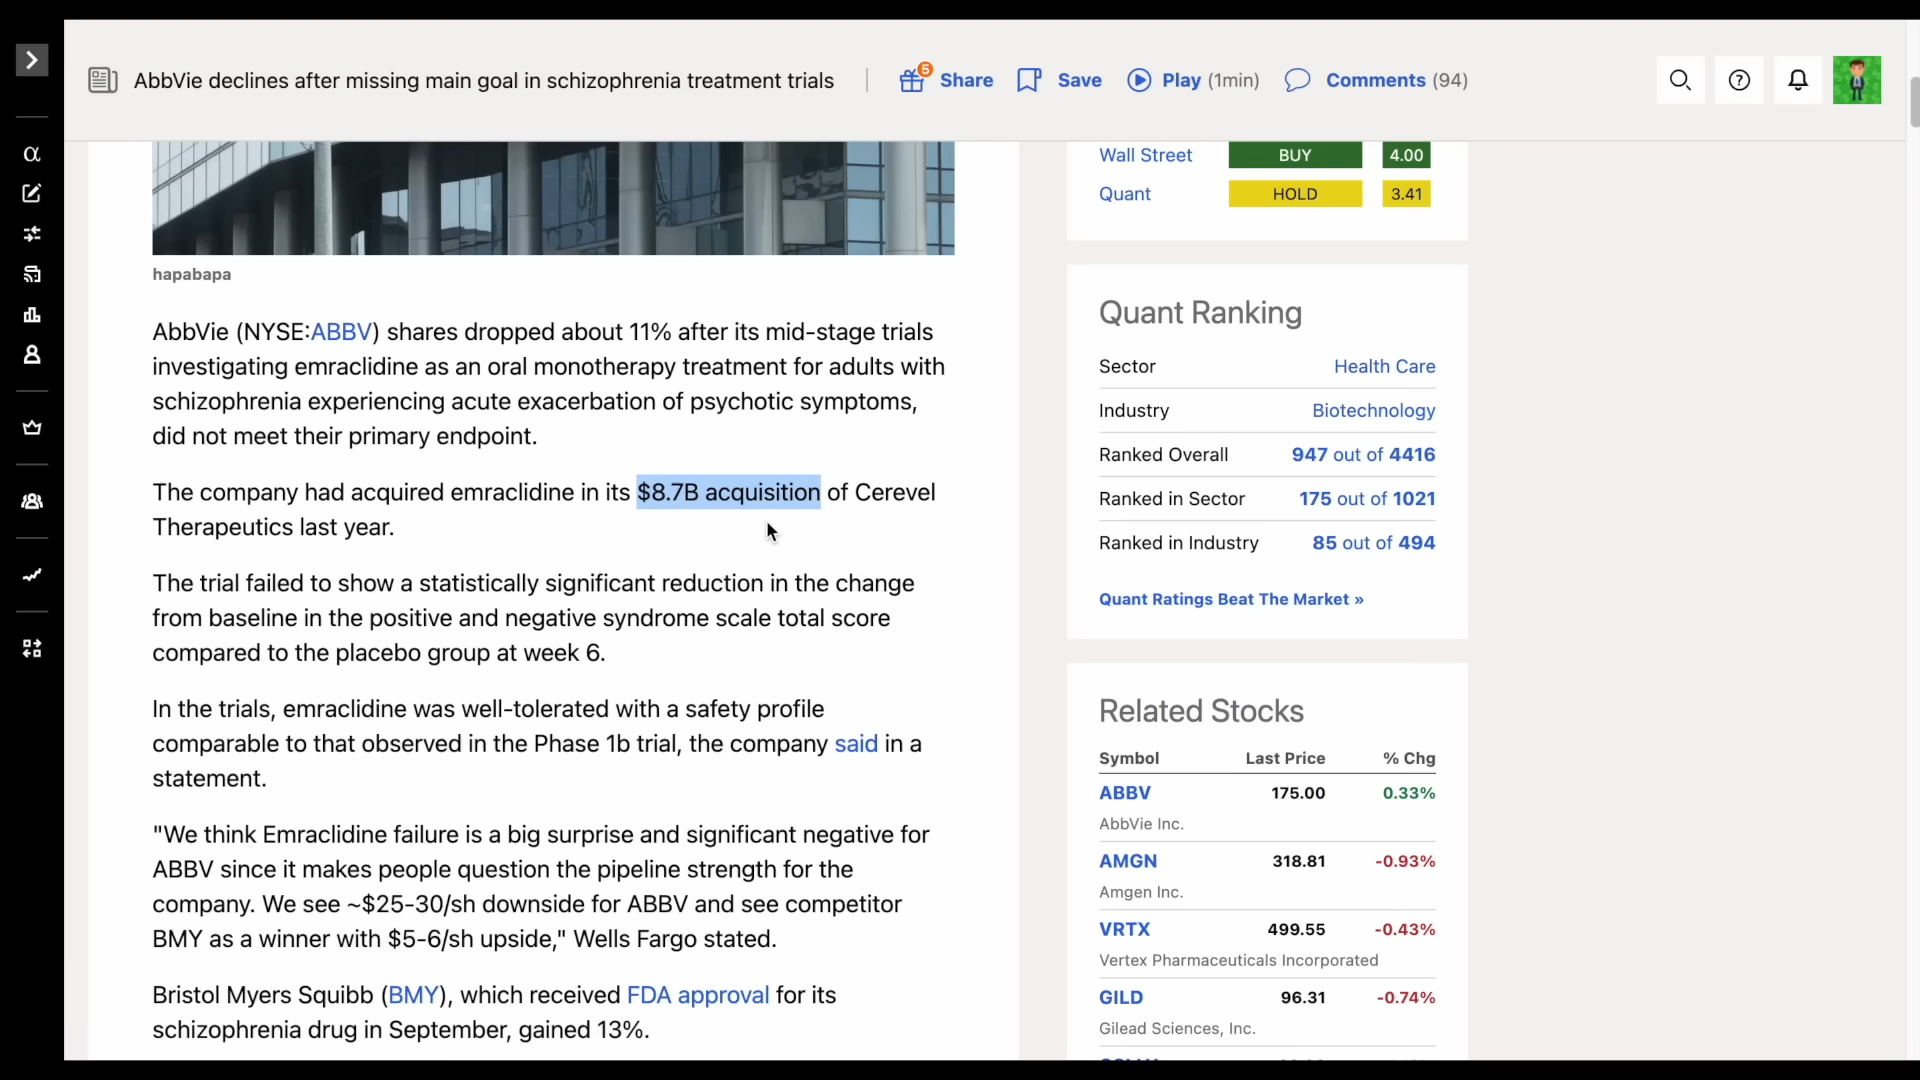 AbbVie declines after missing main goal in schizophrenia treatment trials
5
Share
Save
Play (1min)
Comments (94)
hapabapa
AbbVie (NYSE:ABBV) shares dropped about 11% after its mid-stage trials
investigating emraclidine as an oral monotherapy treatment for adults with
schizophrenia experiencing acute exacerbation of psychotic symptoms,
did not meet their primary endpoint.
The company had acquired emraclidine in its $8.7B acquisition of Cerevel
Therapeutics last year.
The trial failed to show a statistically significant reduction in the change
from baseline in the positive and negative syndrome scale total score
compared to the placebo group at week 6.
In the trials, emraclidine was well-tolerated with a safety profile
comparable to that observed in the Phase 1b trial, the company said in a
statement.
"We think Emraclidine failure is a big surprise and significant negative for
ABBV since it makes people question the pipeline strength for the
company. We see ~$25-30/sh downside for ABBV and see competitor
BMY as a winner with $5-6/sh upside," Wells Fargo stated.
Bristol Myers Squibb (BMY), which received FDA approval for its
schizophrenia drug in September, gained 13%.
Wall Street BUY 4.00
Quant HOLD 3.41
Quant Ranking
Sector Health Care
Industry Biotechnology
Ranked Overall 947 out of 4416
Ranked in Sector 175 out of 1021
Ranked in Industry 85 out of 494
Quant Ratings Beat The Market »
Related Stocks
Symbol Last Price % Chg
ABBV 175.00 0.33%
AbbVie Inc.
AMGN 318.81 -0.93%
Amgen Inc.
VRTX 499.55 -0.43%
Vertex Pharmaceuticals Incorporated
GILD 96.31 -0.74%
Gilead Sciences, Inc.